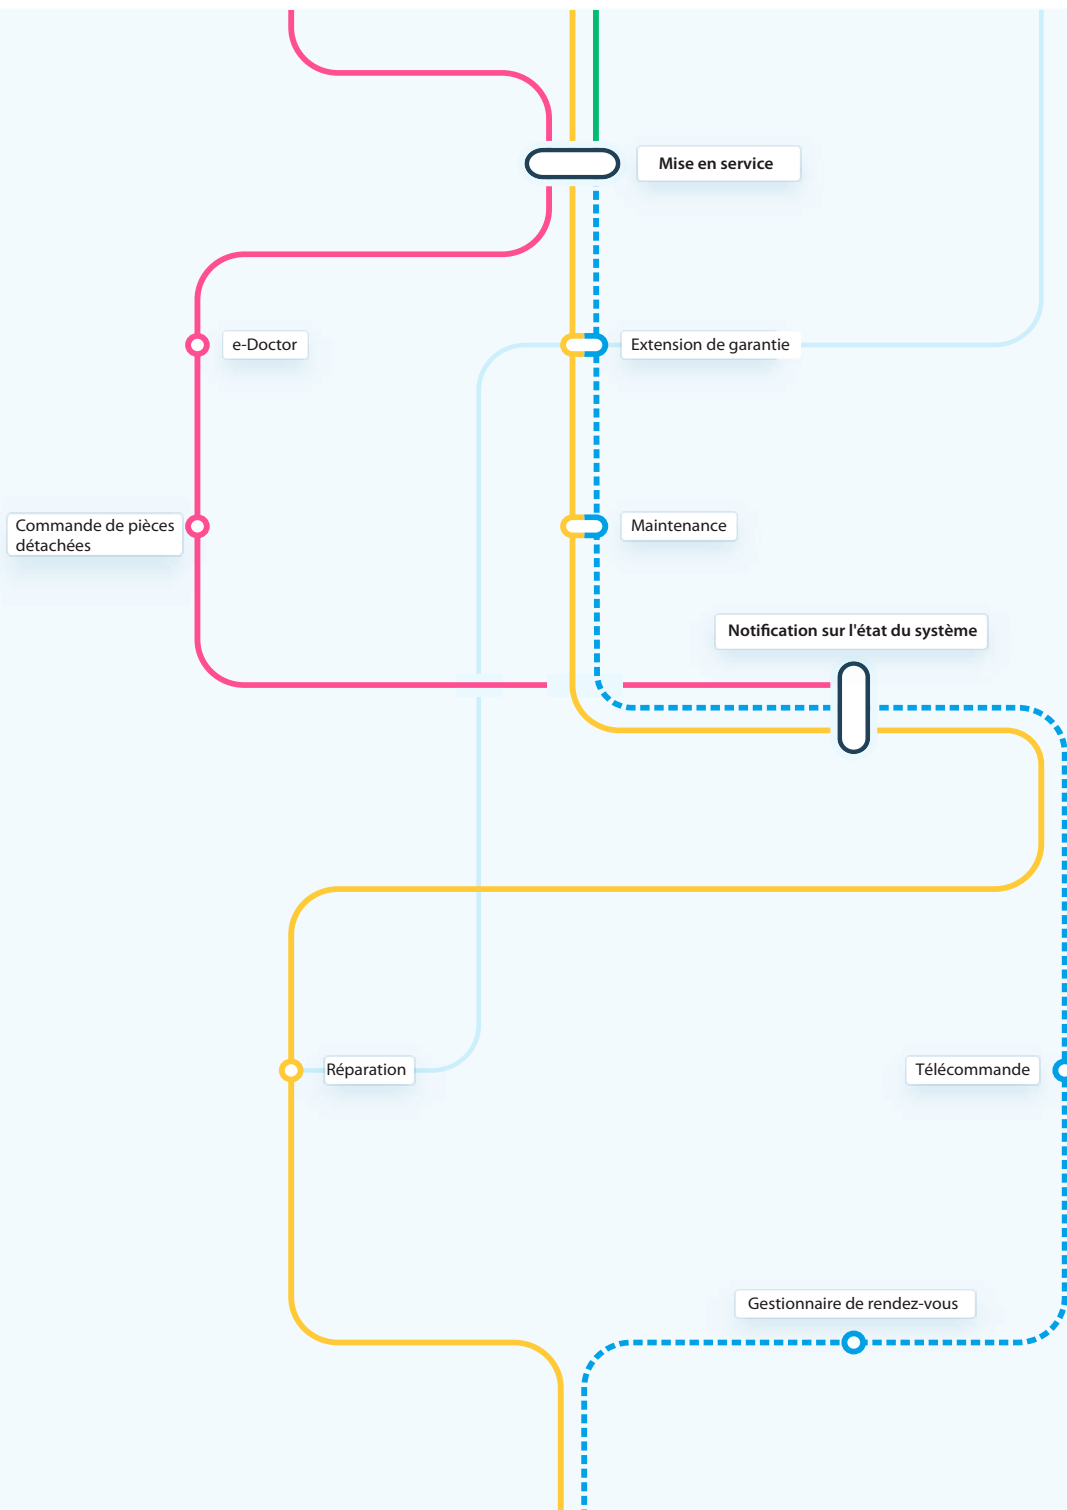 Mise en service
e-Doctor
Extension de garantie
Commande de pièces
détachées
Maintenance
Notification sur l'état du système
Réparation
Télécommande
Gestionnaire de rendez-vous